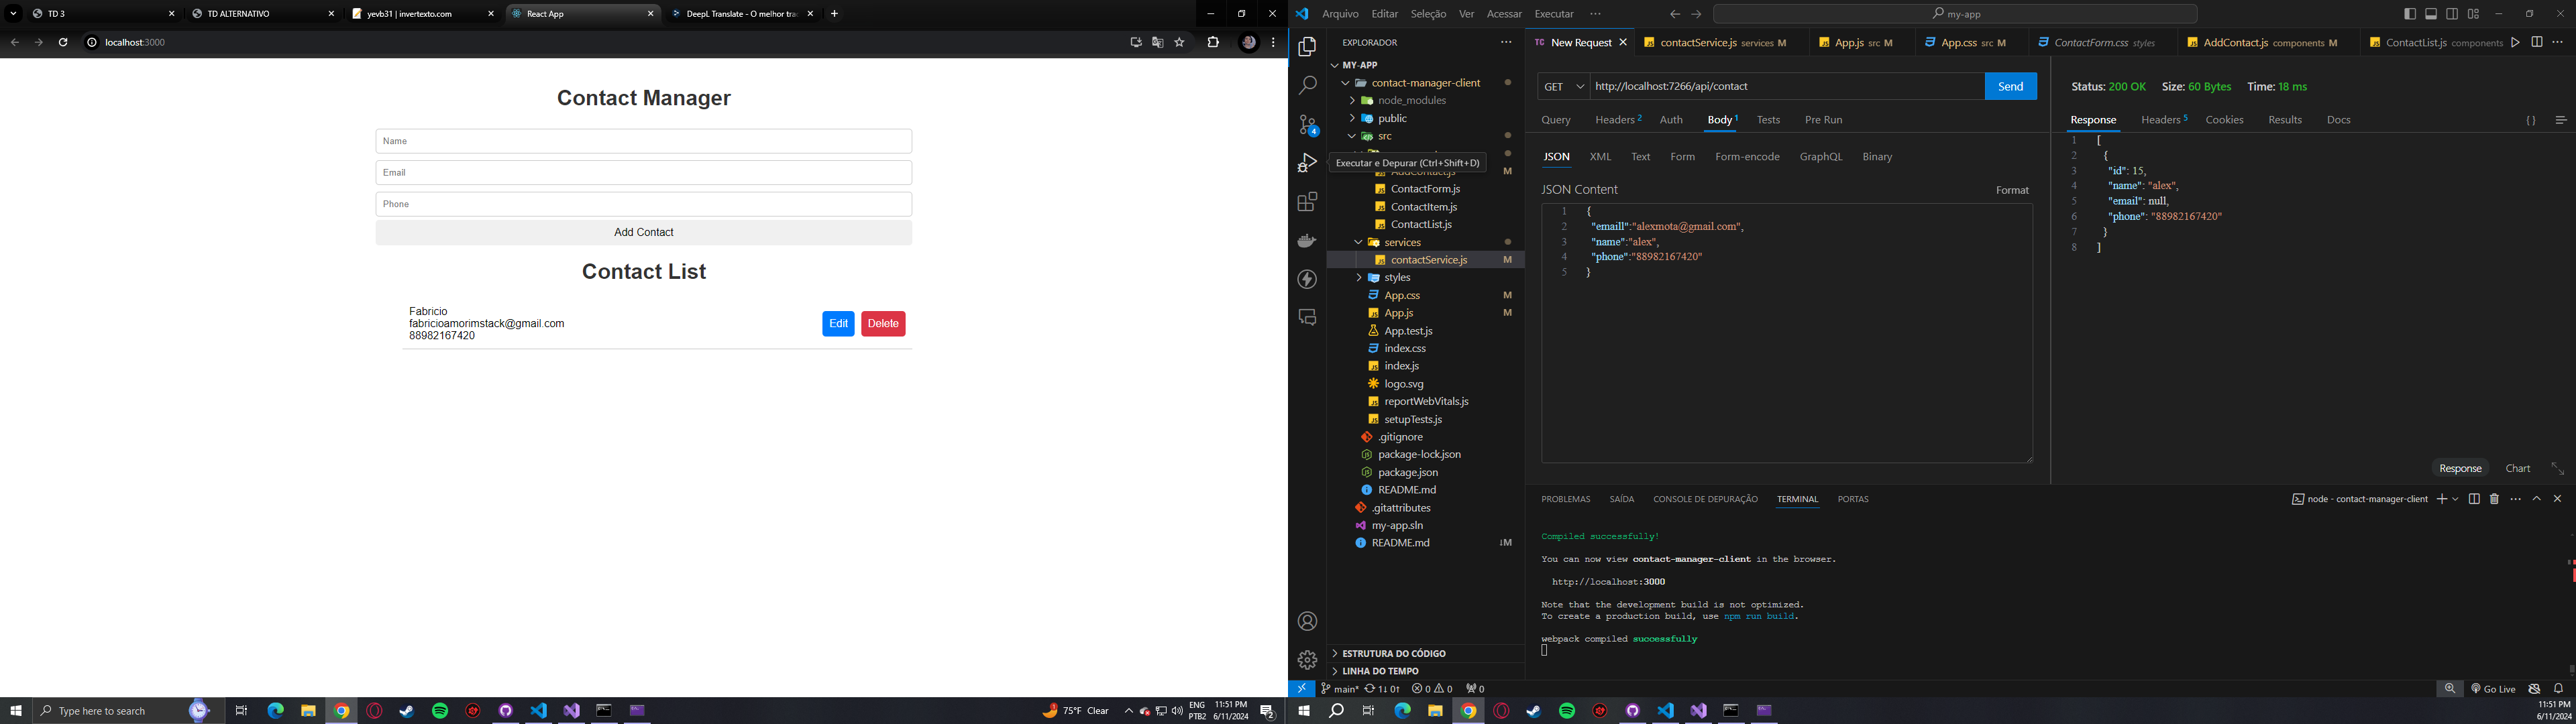 TD 3
TD ALTERNATIVO
yevb31 | invertexto.com
React App
DeepL Translate - O melhor tra
localhost:3000
Contact Manager
Name
Email
Phone
Add Contact
Contact List
Fabricio
fabricioamorimstack@gmail.com
88982167420
Edit
Delete
Type here to search
75°F Clear
ENG
PTB2
11:51 PM
6/11/2024
2
Arquivo Editar Seleção Ver Acessar Executar ...
my-app
EXPLORADOR
MY-APP
contact-manager-client
node_modules
public
src
Executar e Depurar (Ctrl+Shift+D)
AddContact.js M
ContactForm.js
ContactItem.js
ContactList.js
services
contactService.js M
styles
App.css M
App.js M
App.test.js
index.css
index.js
logo.svg
reportWebVitals.js
setupTests.js
.gitignore
package-lock.json
package.json
README.md
.gitattributes
my-app.sln
README.md ↓M
ESTRUTURA DO CÓDIGO
LINHA DO TEMPO
4
TC New Request
contactService.js services M
App.js src M
App.css src M
ContactForm.css styles
AddContact.js components M
ContactList.js components
GET
http://localhost:7266/api/contact
Send
Query Headers 2 Auth Body 1 Tests Pre Run
JSON XML Text Form Form-encode GraphQL Binary
JSON Content
Format
1 {
2 "emaill":"alexmota@gmail.com",
3 "name":"alex",
4 "phone":"88982167420"
5 }
Status: 200 OK Size: 60 Bytes Time: 18 ms
Response Headers 5 Cookies Results Docs
{ }
1 [
2 {
3 "id": 15,
4 "name": "alex",
5 "email": null,
6 "phone": "88982167420"
7 }
8 ]
Response Chart
PROBLEMAS SAÍDA CONSOLE DE DEPURAÇÃO TERMINAL PORTAS
node - contact-manager-client
Compiled successfully!
You can now view contact-manager-client in the browser.
http://localhost:3000
Note that the development build is not optimized.
To create a production build, use npm run build.
webpack compiled successfully
main* 1↓ 0↑ 0 0 0
Go Live
11:51 PM
6/11/2024